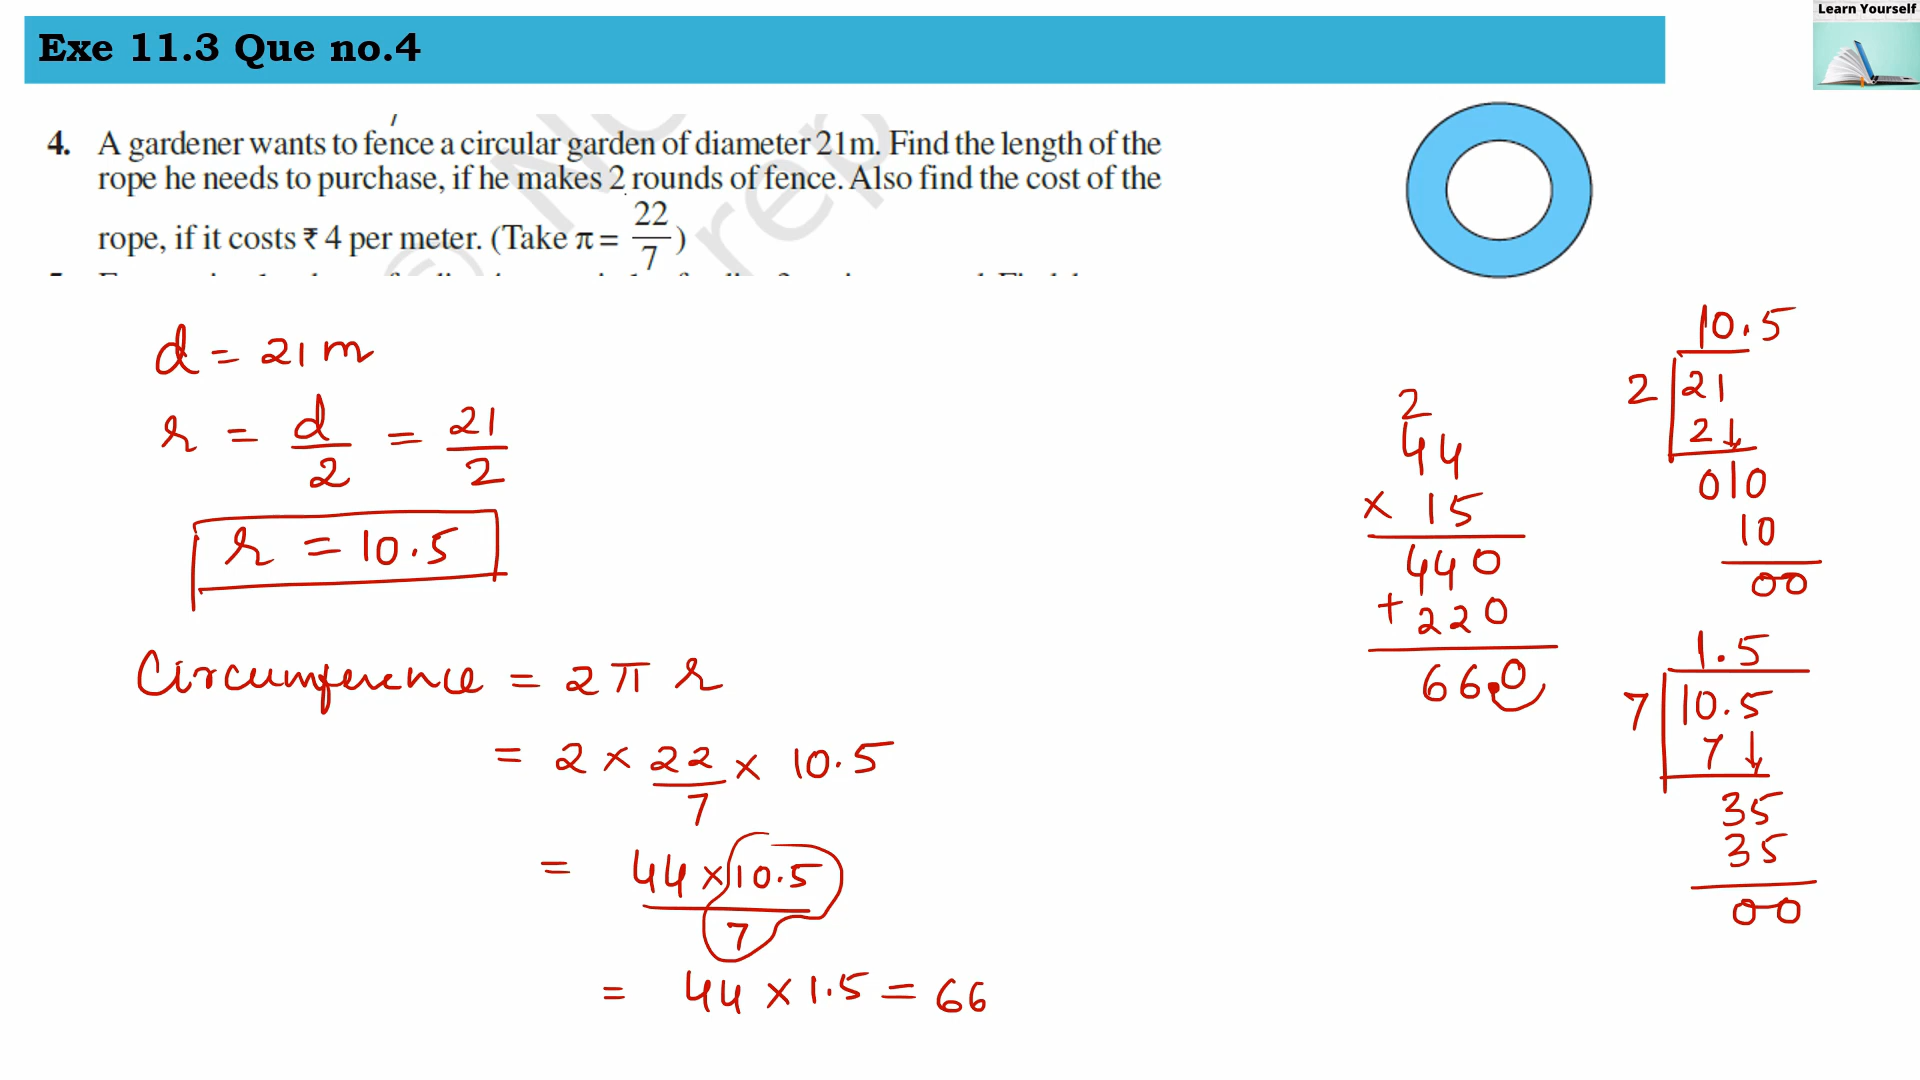 Learn Yourself
Exe 11.3 Que no.4
4. A gardener wants to fence a circular garden of diameter 21m. Find the length of the
rope he needs to purchase, if he makes 2 rounds of fence. Also find the cost of the
rope, if it costs ₹ 4 per meter. (Take π = 22/7)
d = 21 m
r = d/2 = 21/2
r = 10.5
Circumference = 2 π r
= 2 × 22/7 × 10.5
= 44 × 10.5 / 7
= 44 × 1.5 = 66
2
44
× 15
440
+ 220
66.0
10.5
2 21
2 ↓
010
10
00
1.5
7 10.5
7 ↓
35
35
00